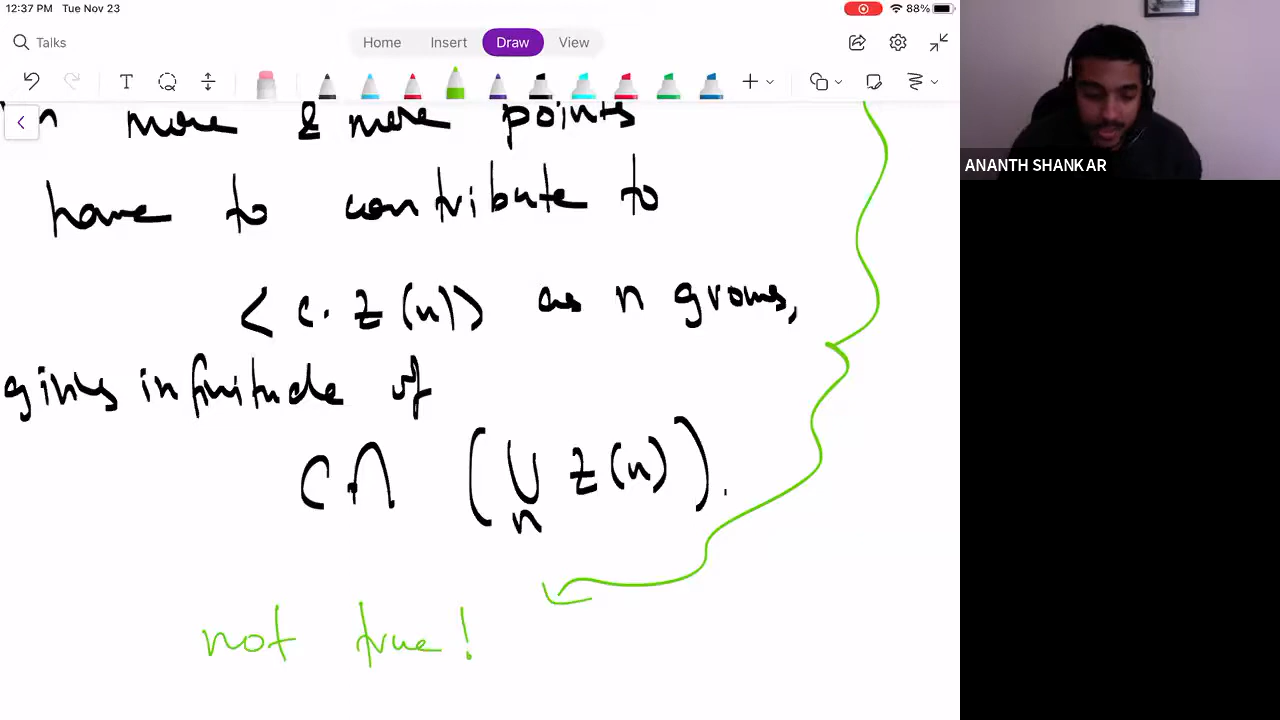 12:37 PM Tue Nov 23
88%
Talks
Home Insert Draw View
ANANTH SHANKAR
more & more points
have to contribute to
< C. Z(n)> as n grows,
gives infinitude of
C ∩ (∪ Z(n)).
n
not true!